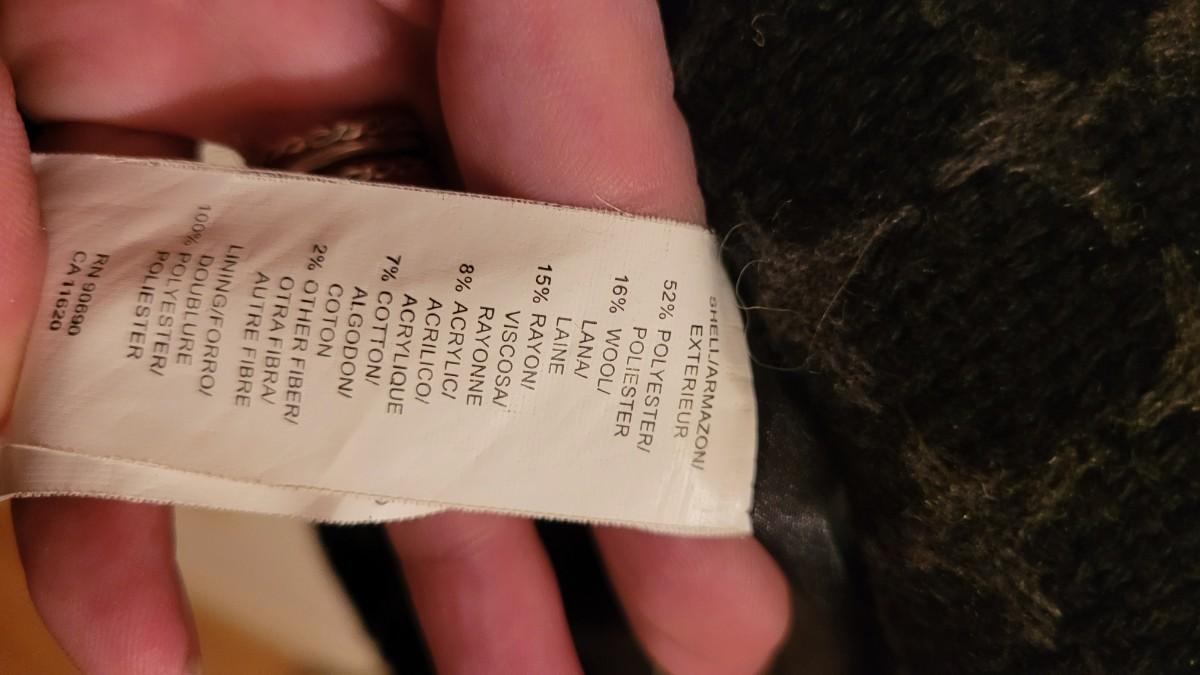 SHELL/ARMAZON/
EXTERIEUR
52% POLYESTER/
POLIESTER
16% WOOL/
LANA/
LAINE
15% RAYON/
VISCOSA/
RAYONNE
8% ACRYLIC/
ACRILICO/
ACRYLIQUE
7% COTTON/
ALGODON/
COTON
2% OTHER FIBER/
OTRA FIBRA/
AUTRE FIBRE
LINING/FORRO/
DOUBLURE
100% POLYESTER/
POLIESTER
RN 90690
CA 11620